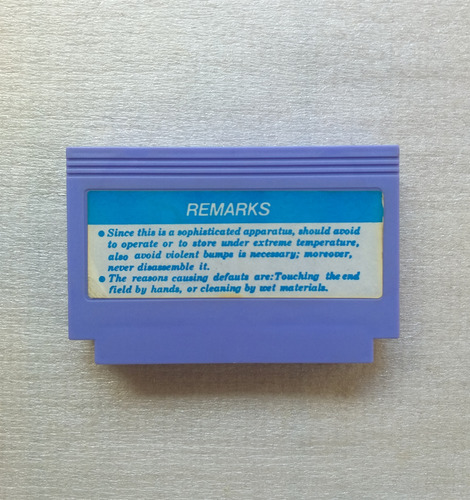 REMARKS
● Since this is a sophisticated apparatus, should avoid
to operate or to store under extreme temperature,
also avoid violent bumps is necessary; moreover,
never disassemble it.
● The reasons causing defauts are:Touching the end
field by hands, or cleaning by wet materials.